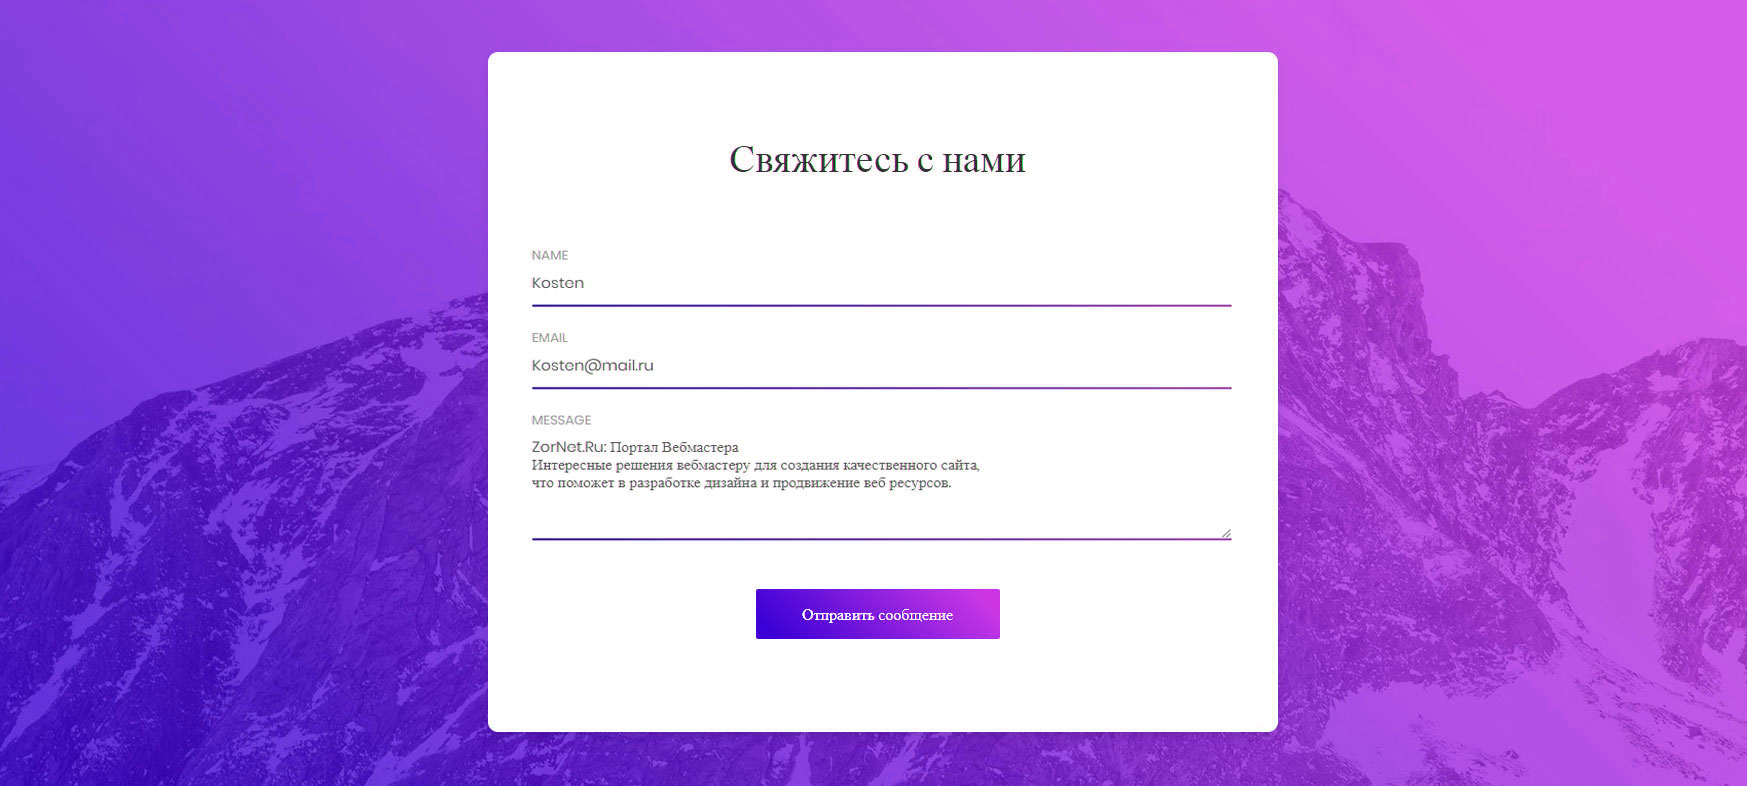 Свяжитесь с нами
NAME
Kosten
EMAIL
Kosten@mail.ru
MESSAGE
ZorNet.Ru: Портал Вебмастера
Интересные решения вебмастеру для создания качественного сайта,
что поможет в разработке дизайна и продвижение веб ресурсов.
Отправить сообщение